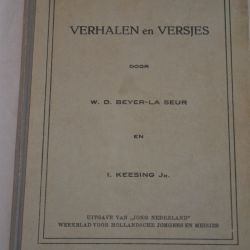 VERHALEN en VERSJES
DOOR
W. D. BEYER-LA SEUR
EN
I. KEESING JR.
UITGAVE VAN „JONG NEDERLAND"
WEEKBLAD VOOR HOLLANDSCHE JONGENS EN MEISJES